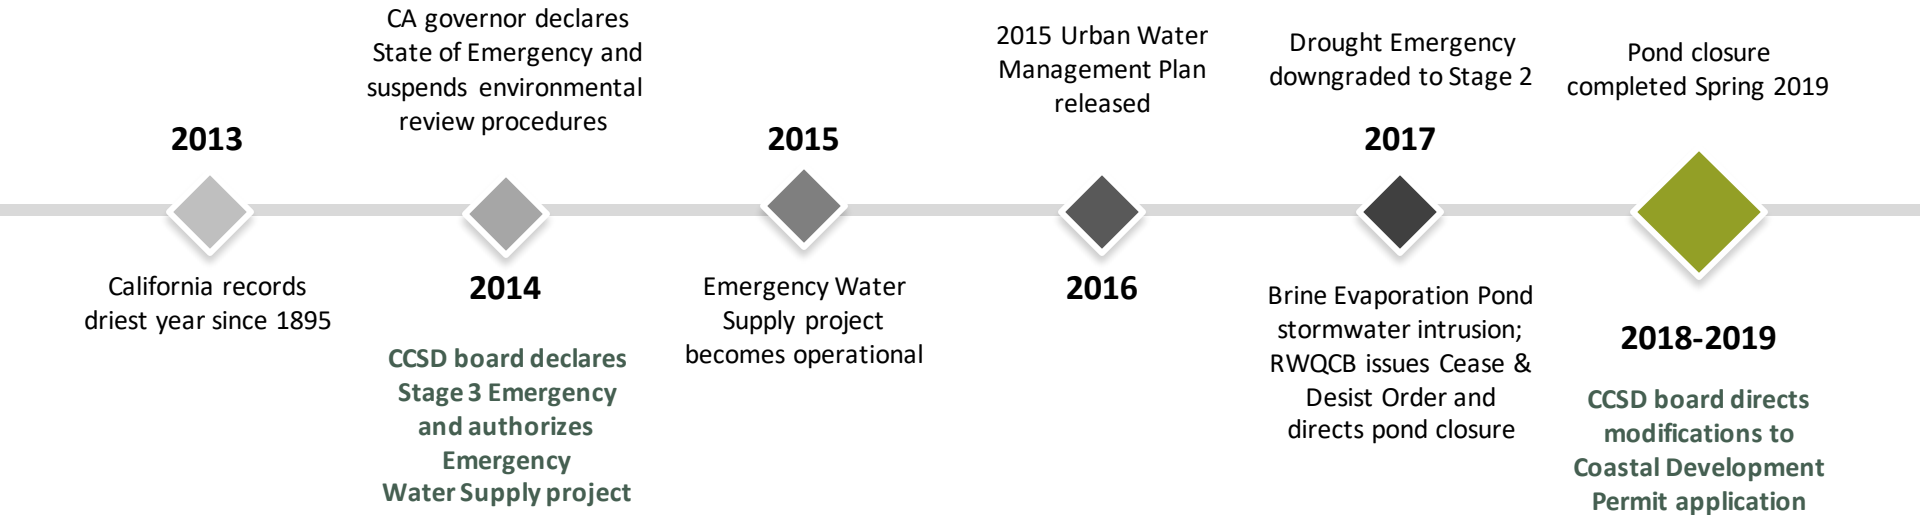 2013
California records
driest year since 1895
CA governor declares
State of Emergency and
suspends environmental
review procedures
2014
CCSD board declares
Stage 3 Emergency
and authorizes
Emergency
Water Supply project
2015
Emergency Water
Supply project
becomes operational
2015 Urban Water
Management Plan
released
2016
Drought Emergency
downgraded to Stage 2
2017
Brine Evaporation Pond
stormwater intrusion;
RWQCB issues Cease &
Desist Order and
directs pond closure
Pond closure
completed Spring 2019
2018-2019
CCSD board directs
modifications to
Coastal Development
Permit application